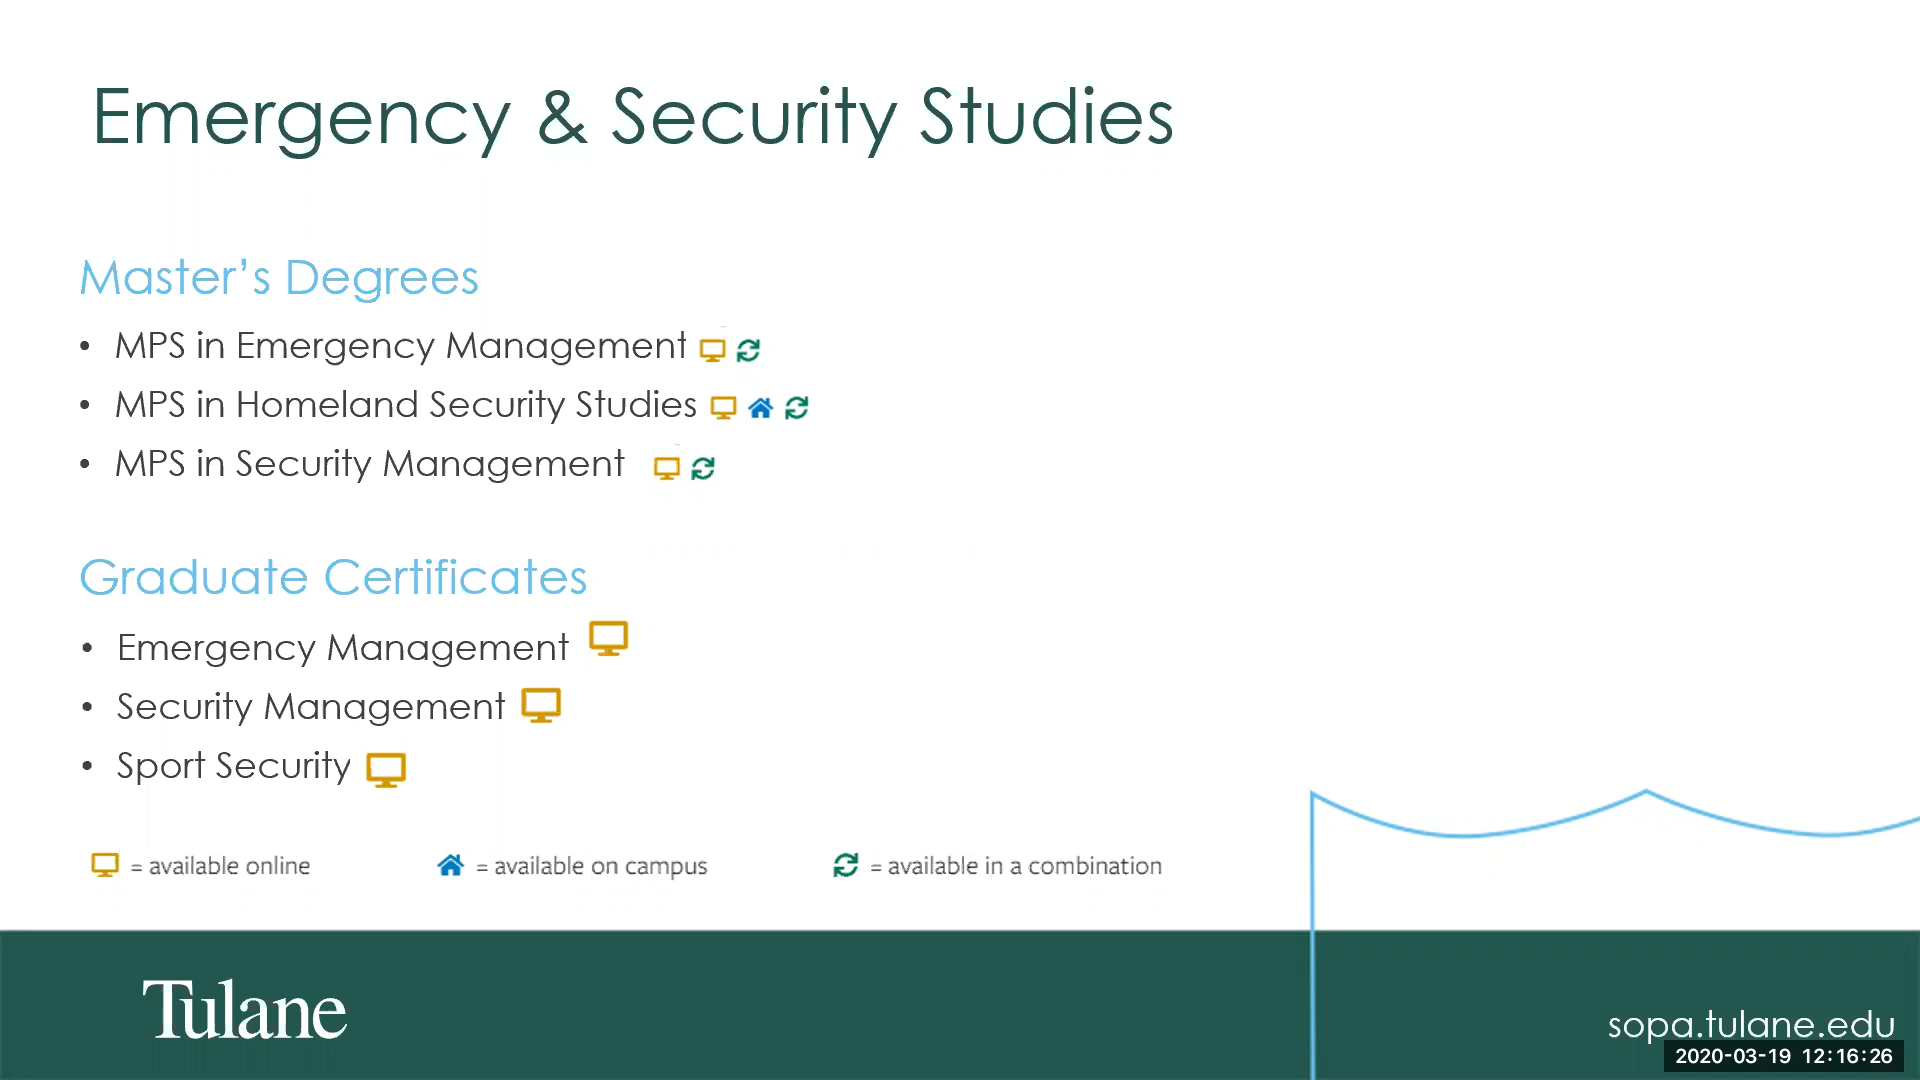 Emergency & Security Studies
Master’s Degrees
• MPS in Emergency Management
• MPS in Homeland Security Studies
• MPS in Security Management
Graduate Certificates
• Emergency Management
• Security Management
• Sport Security
= available online = available on campus = available in a combination
Tulane
sopa.tulane.edu
2020-03-19 12:16:26